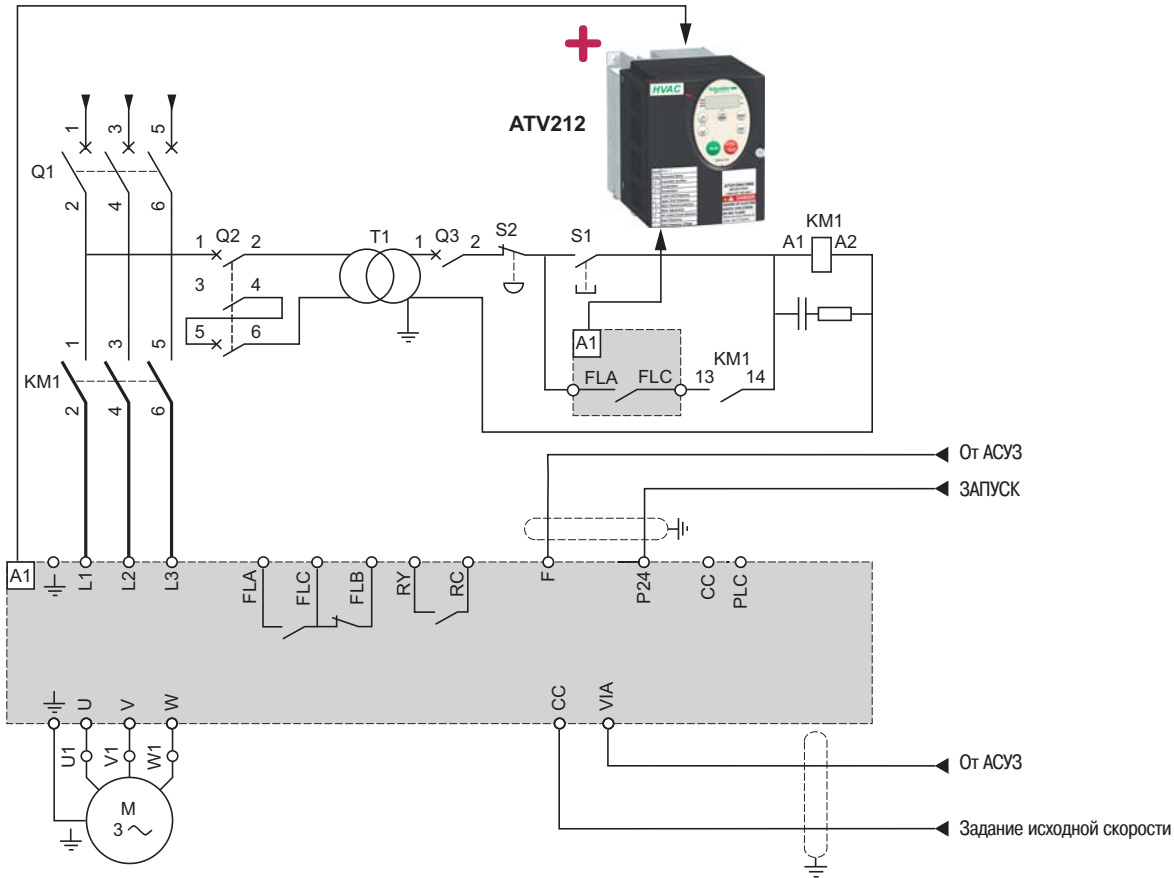 ATV212
HVAC
Schneider
DANGER
1 3 5
Q1
2 4 6
1 Q2 2
3 4
5 6
T1
1 Q3 2
S2
S1
KM1
A1 A2
A1
FLA FLC
KM1
13 14
1 3 5
KM1
2 4 6
От АСУЗ
ЗАПУСК
A1
L1 L2 L3
FLA FLC FLB RY RC
F P24 CC PLC
U V W
CC VIA
U1 V1 W1
M
3
От АСУЗ
Задание исходной скорости